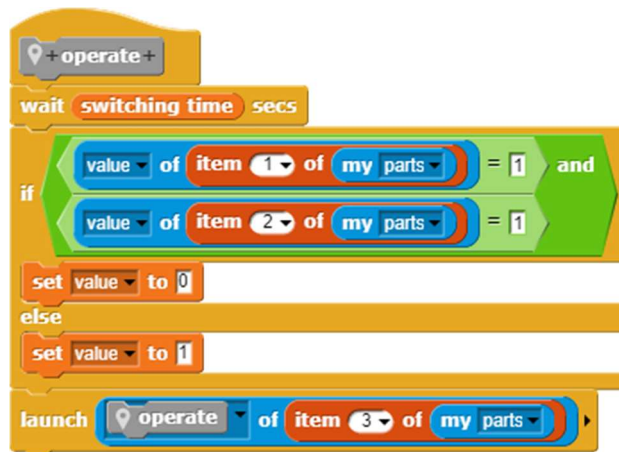 +operate+
wait switching time secs
value of item 1 of my parts = 1 and
if
value of item 2 of my parts = 1
set value to 0
else
set value to 1
launch operate of item 3 of my parts